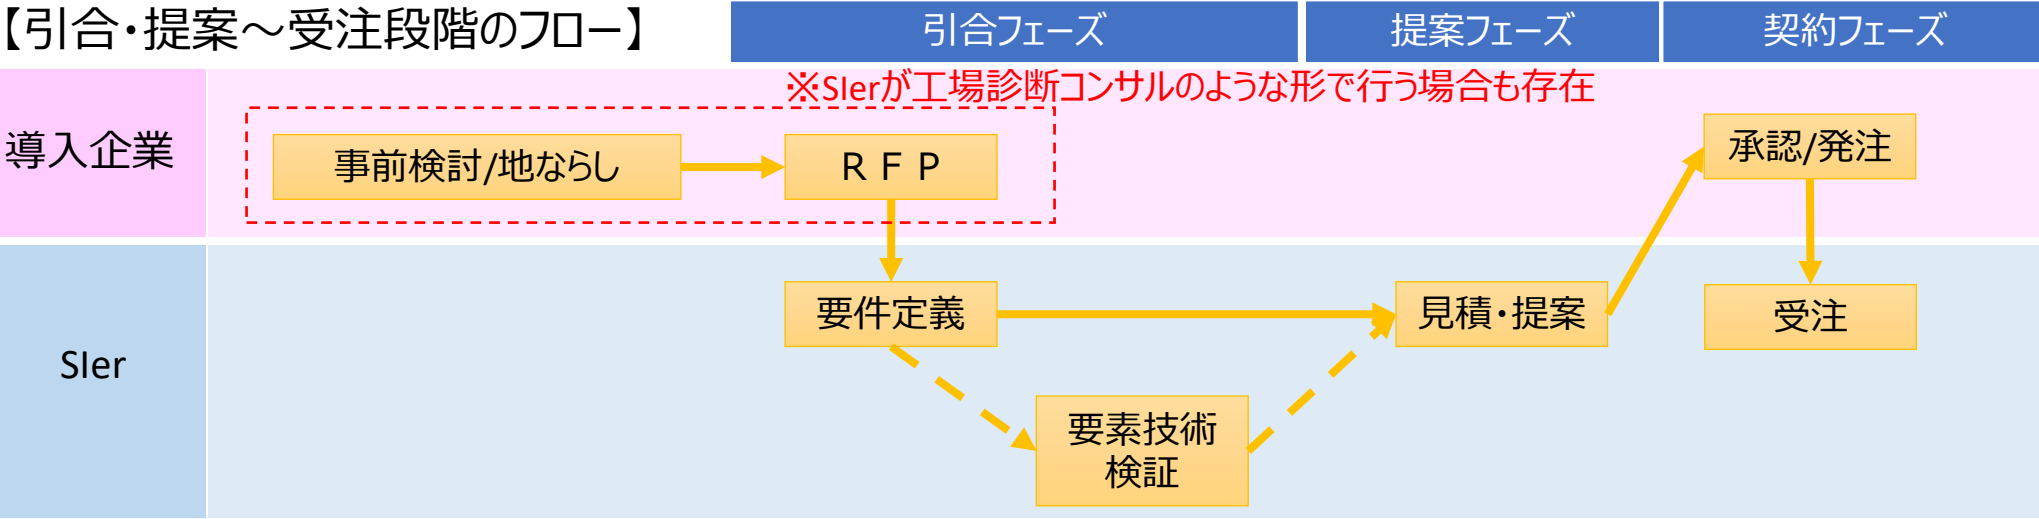 【引合・提案～受注段階のフロー】
引合フェーズ
提案フェーズ
契約フェーズ
※SIerが工場診断コンサルのような形で行う場合も存在
導入企業
事前検討/地ならし
ＲＦＰ
承認/発注
SIer
要件定義
見積・提案
受注
要素技術
検証